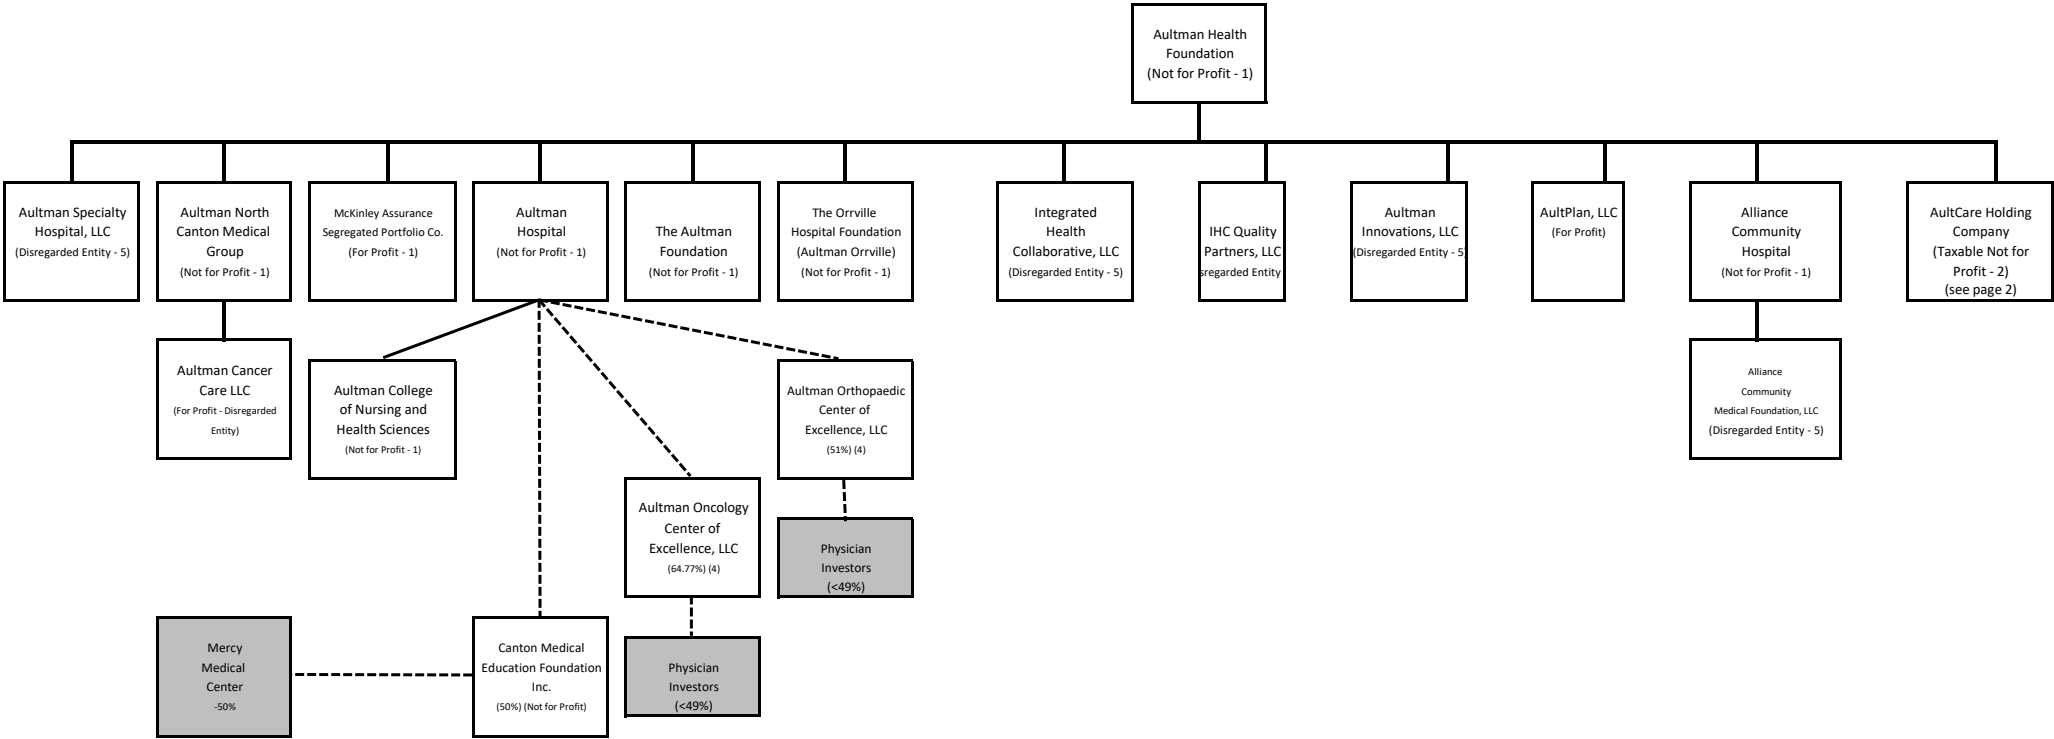 Aultman Health
Foundation
(Not for Profit - 1)
Aultman Specialty
Hospital, LLC
(Disregarded Entity - 5)
Aultman North
Canton Medical
Group
(Not for Profit - 1)
McKinley Assurance
Segregated Portfolio Co.
(For Profit - 1)
Aultman
Hospital
(Not for Profit - 1)
The Aultman
Foundation
(Not for Profit - 1)
The Orrville
Hospital Foundation
(Aultman Orrville)
(Not for Profit - 1)
Integrated
Health
Collaborative, LLC
(Disregarded Entity - 5)
IHC Quality
Partners, LLC
sregarded Entity
Aultman
Innovations, LLC
(Disregarded Entity - 5)
AultPlan, LLC
(For Profit)
Alliance
Community
Hospital
(Not for Profit - 1)
AultCare Holding
Company
(Taxable Not for
Profit - 2)
(see page 2)
Aultman Cancer
Care LLC
(For Profit - Disregarded
Entity)
Aultman College
of Nursing and
Health Sciences
(Not for Profit - 1)
Aultman Orthopaedic
Center of
Excellence, LLC
(51%) (4)
Alliance
Community
Medical Foundation, LLC
(Disregarded Entity - 5)
Aultman Oncology
Center of
Excellence, LLC
(64.77%) (4)
Physician
Investors
(<49%)
Mercy
Medical
Center
-50%
Canton Medical
Education Foundation
Inc.
(50%) (Not for Profit)
Physician
Investors
(<49%)